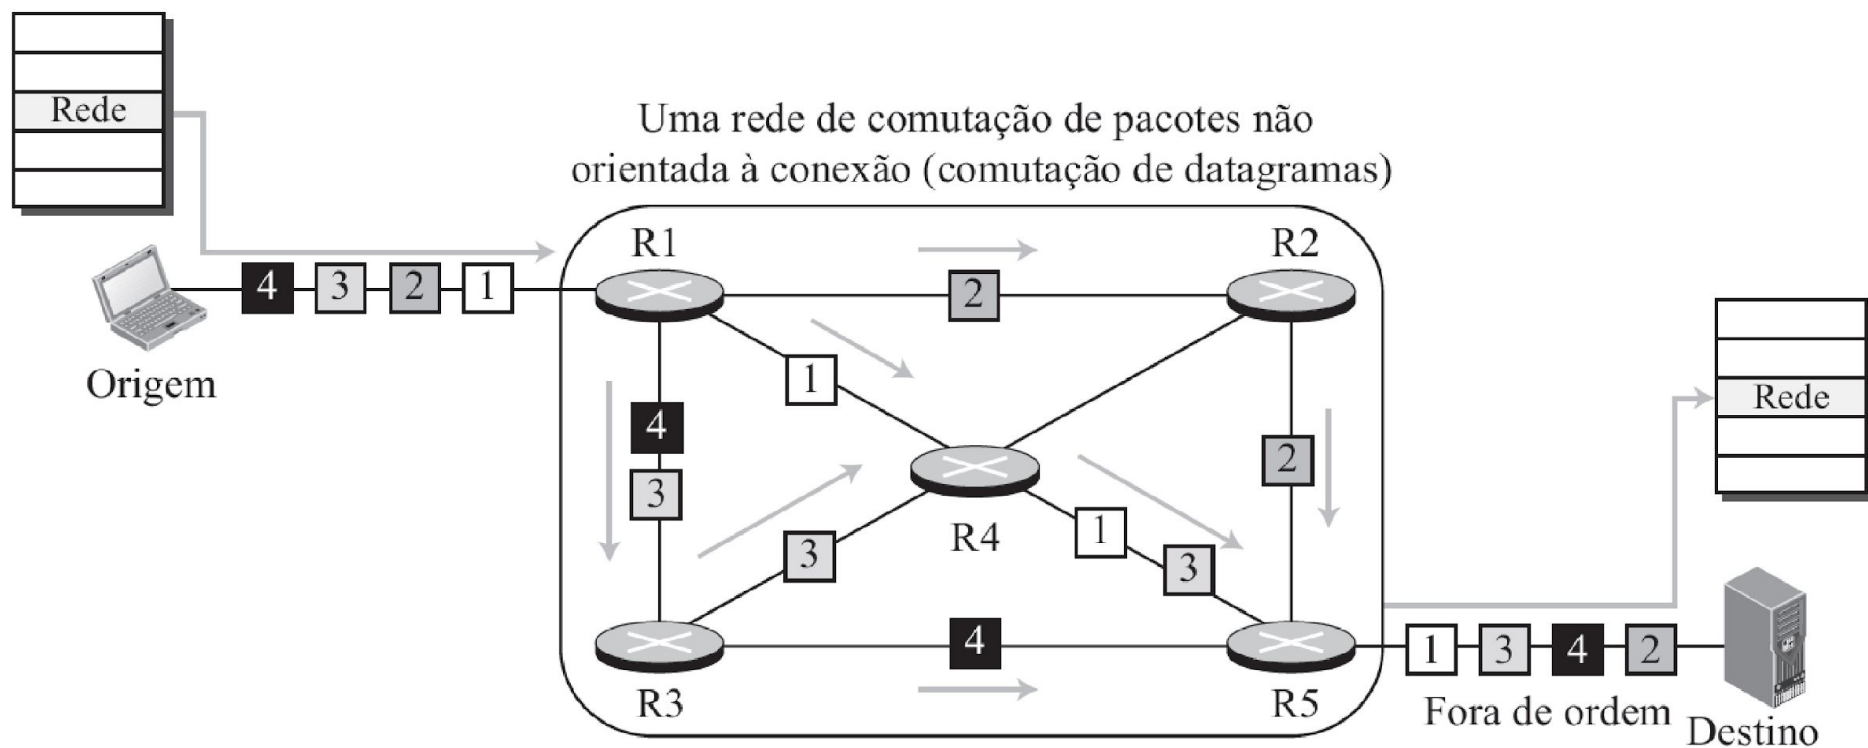 Rede
Uma rede de comutação de pacotes não
orientada à conexão (comutação de datagramas)
R1
R2
4 3 2 1
2
Origem
1
4
3
2
Rede
R4
1
3
3
4
R3
R5
1 3 4 2
Fora de ordem
Destino